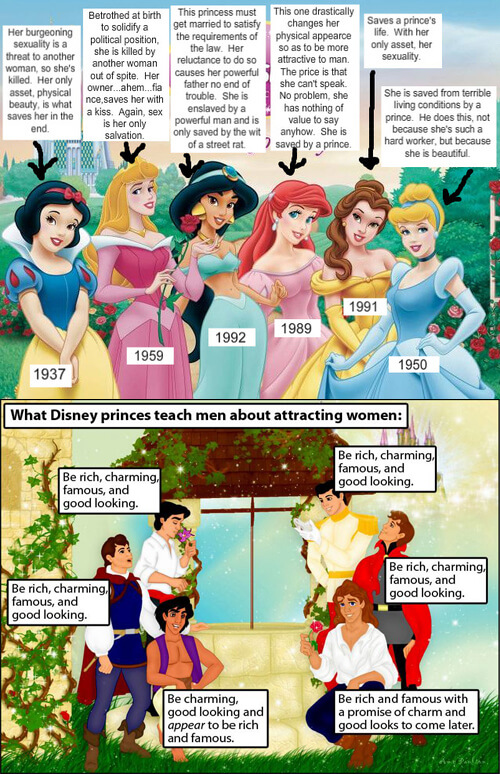 Her burgeoning
sexuality is a
threat to another
woman, so she's
killed. Her only
asset, physical
beauty, is what
saves her in the
end.
Betrothed at birth
to solidify a
political position,
she is killed by
another woman
out of spite. Her
owner...ahem...fia
nce,saves her with
a kiss. Again, sex
is her only
salvation.
This princess must
get married to satisfy
the requirements of
the law. Her
reluctance to do so
causes her powerful
father no end of
trouble. She is
enslaved by a
powerful man and is
only saved by the wit
of a street rat.
This one drastically
changes her
physical appearce
so as to be more
attractive to man.
The price is that
she can't speak.
No problem, she
has nothing of
value to say
anyhow. She is
saved by a prince.
Saves a prince's
life. With her
only asset, her
sexuality.
She is saved from terrible
living conditions by a
prince. He does this, not
because she's such a
hard worker, but because
she is beautiful.
1937
1959
1992
1989
1991
1950
What Disney princes teach men about attracting women:
Be rich, charming,
famous, and
good looking.
Be rich, charming,
famous, and
good looking.
Be rich, charming,
famous, and
good looking.
Be rich, charming,
famous, and
good looking.
Be charming,
good looking and
appear to be rich
and famous.
Be rich and famous with
a promise of charm and
good looks to come later.